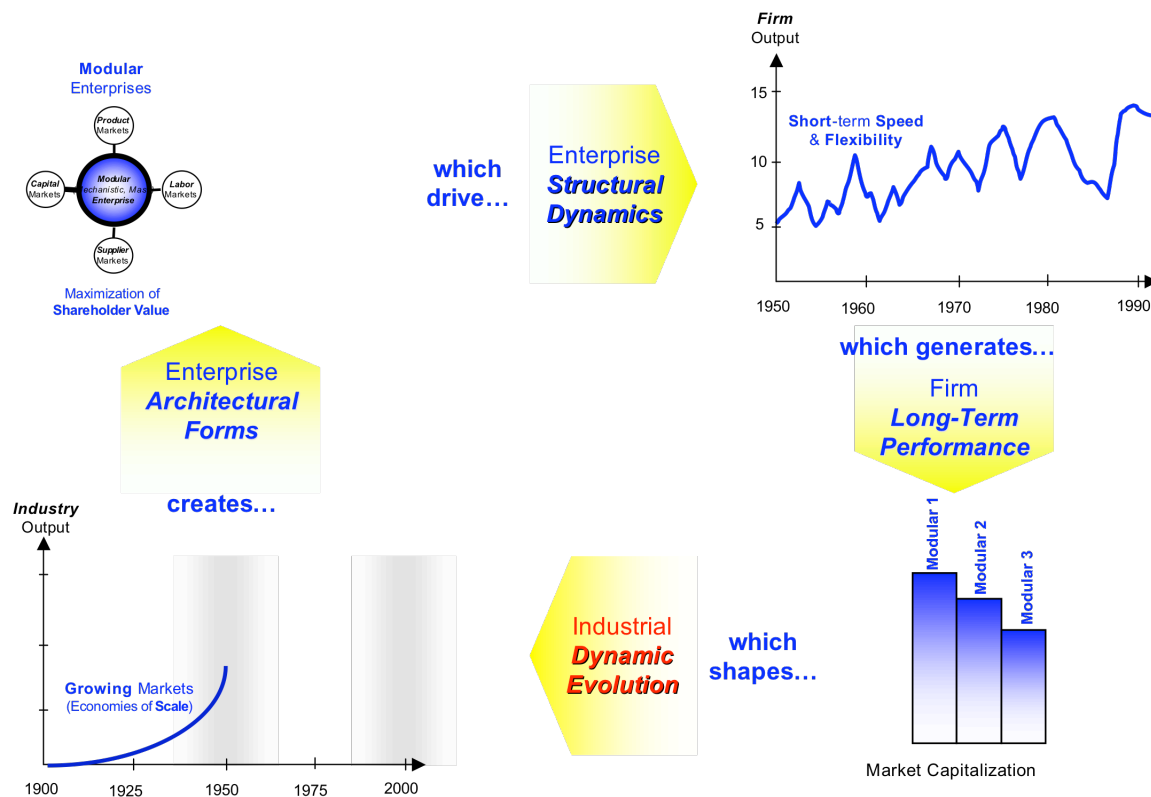 Modular
Enterprises
Product
Markets
Capital
Markets
Modular
echanistic, Mas
Enterprise
Labor
Markets
Supplier
Markets
Maximization of
Shareholder Value
which
drive…
Enterprise
Structural
Dynamics
Firm
Output
15
10
5
Short-term Speed
& Flexibility
1950
1960
1970
1980
1990
which generates…
Firm
Long-Term
Performance
Enterprise
Architectural
Forms
creates…
Industry
Output
Growing Markets
(Economies of Scale)
1900
1925
1950
1975
2000
Industrial
Dynamic
Evolution
which
shapes…
Modular 1
Modular 2
Modular 3
Market Capitalization